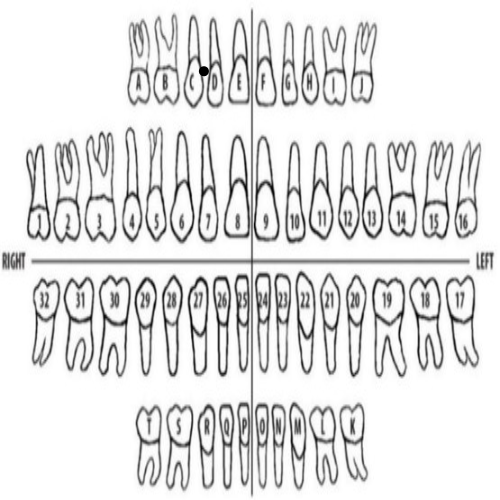 A B C D E F G H I J
1 2 3 4 5 6 7 8 9 10 11 12 13 14 15 16
RIGHT LEFT
32 31 30 29 28 27 26 25 24 23 22 21 20 19 18 17
T S R Q P O N M L K